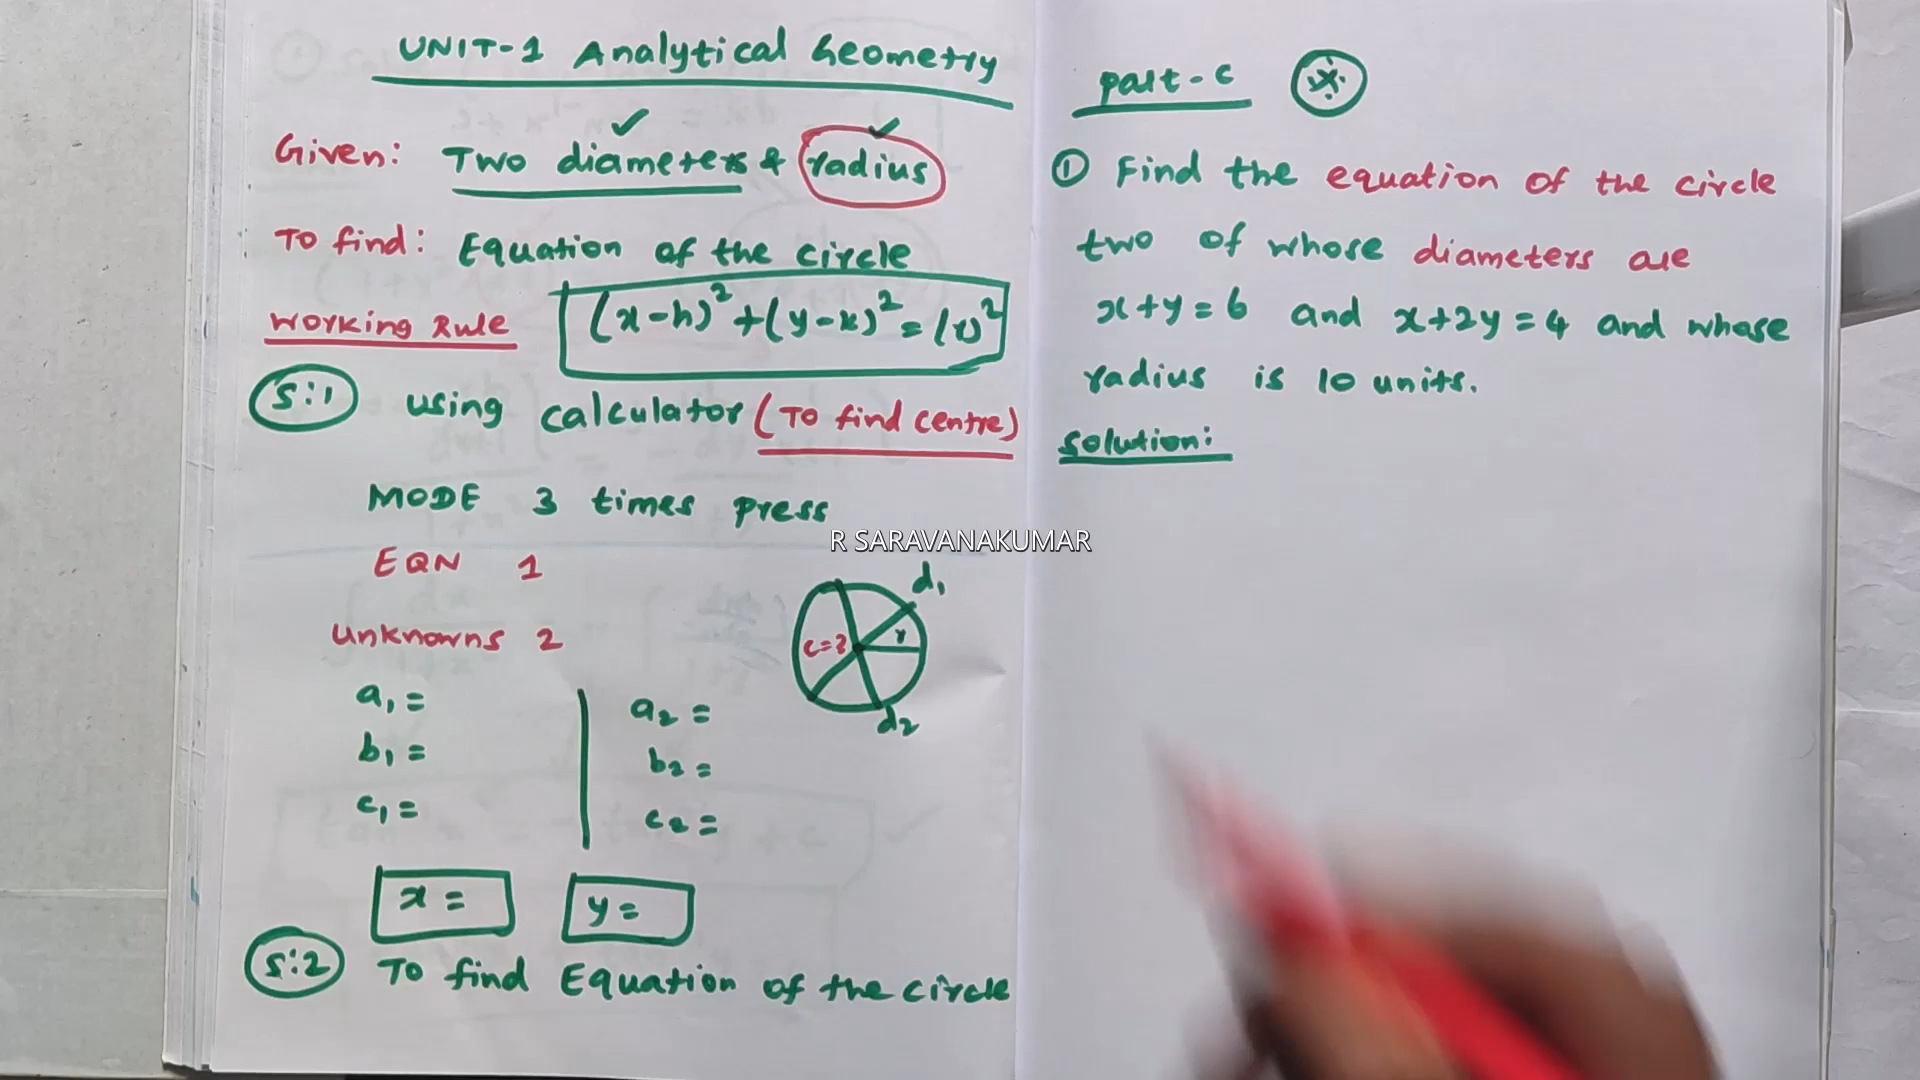 UNIT-1 Analytical Geometry
Given: Two diameters & radius
To find: Equation of the circle
Working Rule (x-h)²+(y-k)²=(r)²
S:1 using calculator (To find centre)
MODE 3 times press
EQN 1
Unknowns 2
a₁=
b₁=
c₁=
a₂=
b₂=
c₂=
d₁
c=?
r
d₂
x=
y=
S:2 To find Equation of the circle
part-c
① Find the equation of the circle
two of whose diameters are
x+y=6 and x+2y=4 and whose
radius is 10 units.
solution:
R SARAVANAKUMAR